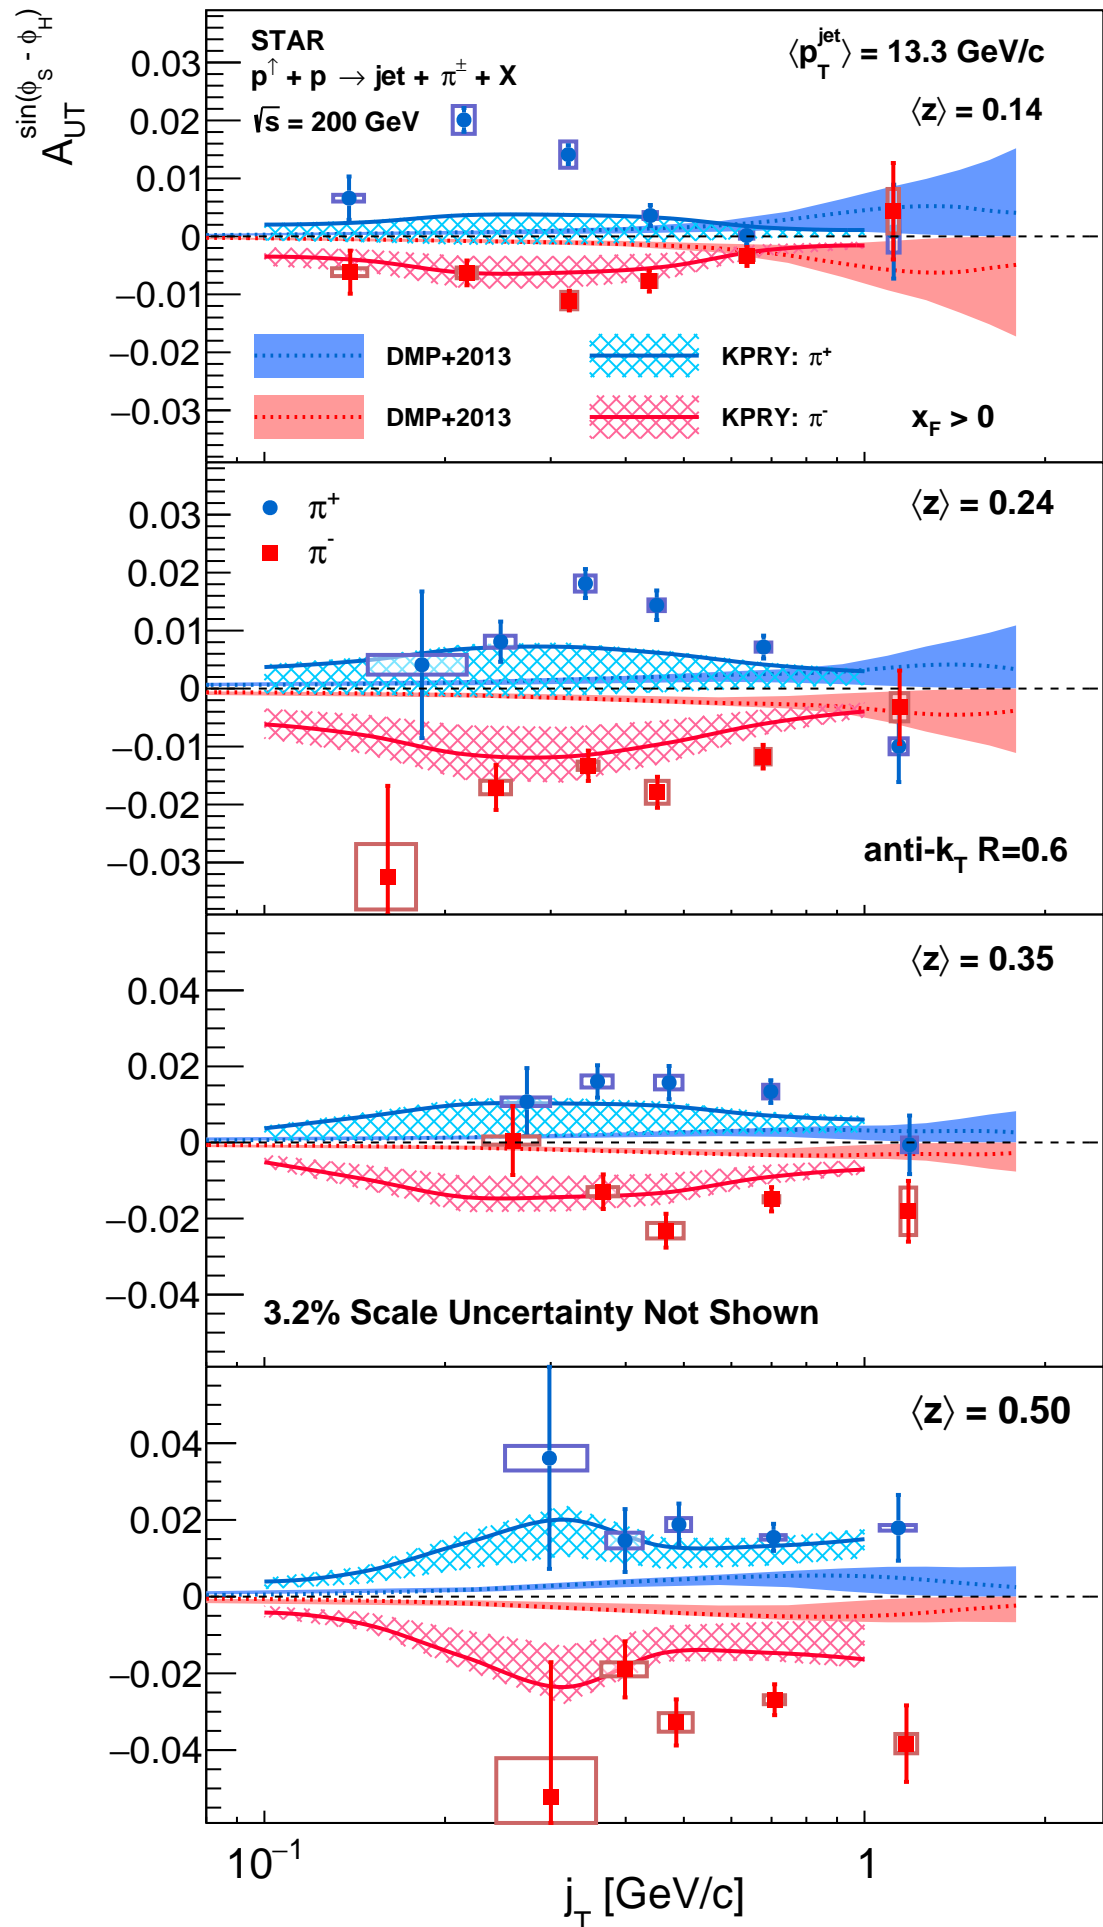 A_UT^sin(ϕ_S - ϕ_H)
STAR
p^↑ + p → jet + π^± + X
√s = 200 GeV
⟨p_T^jet⟩ = 13.3 GeV/c
⟨z⟩ = 0.14
0.03
0.02
0.01
0
−0.01
−0.02
−0.03
DMP+2013
KPRY: π^+
DMP+2013
KPRY: π^-
x_F > 0
⟨z⟩ = 0.24
π^+
π^-
0.03
0.02
0.01
0
−0.01
−0.02
−0.03
anti-k_T R=0.6
⟨z⟩ = 0.35
0.04
0.02
0
−0.02
−0.04
3.2% Scale Uncertainty Not Shown
⟨z⟩ = 0.50
0.04
0.02
0
−0.02
−0.04
10^−1
1
j_T [GeV/c]